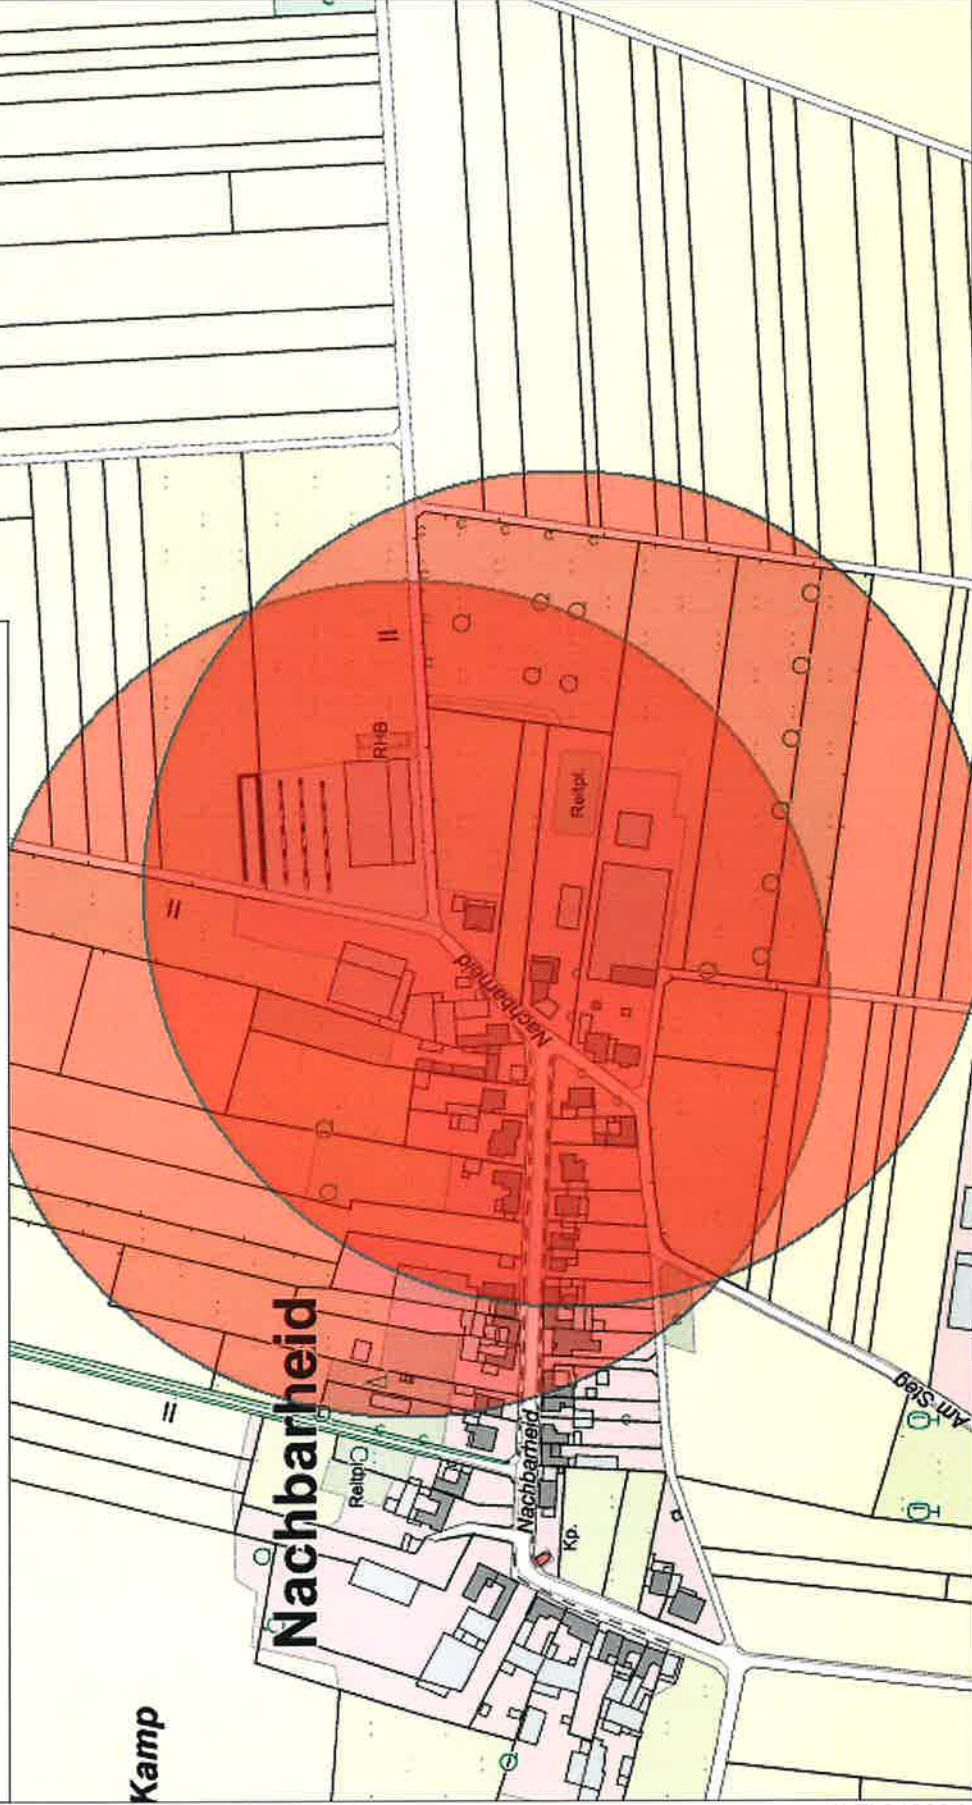 Kamp
Nachbarheid
Reitpl.
Nachbarheid
Kp.
Am Steg
Nachbarheid
RHB
Reitpl.